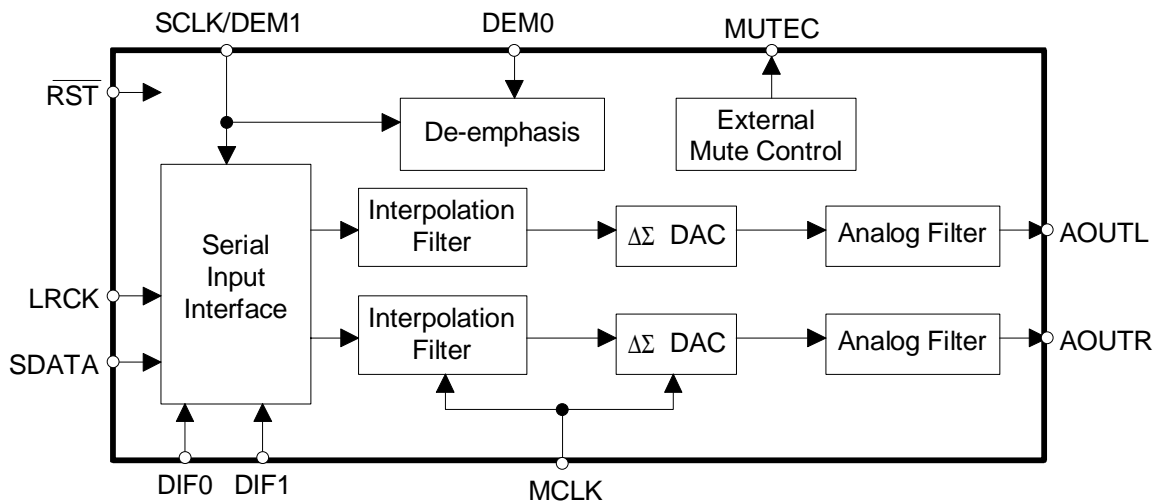 SCLK/DEM1
DEM0
MUTEC
RST
De-emphasis
External
Mute Control
Serial
Input
Interface
Interpolation
Filter
ΔΣ DAC
Analog Filter
AOUTL
LRCK
SDATA
Interpolation
Filter
ΔΣ DAC
Analog Filter
AOUTR
DIF0
DIF1
MCLK